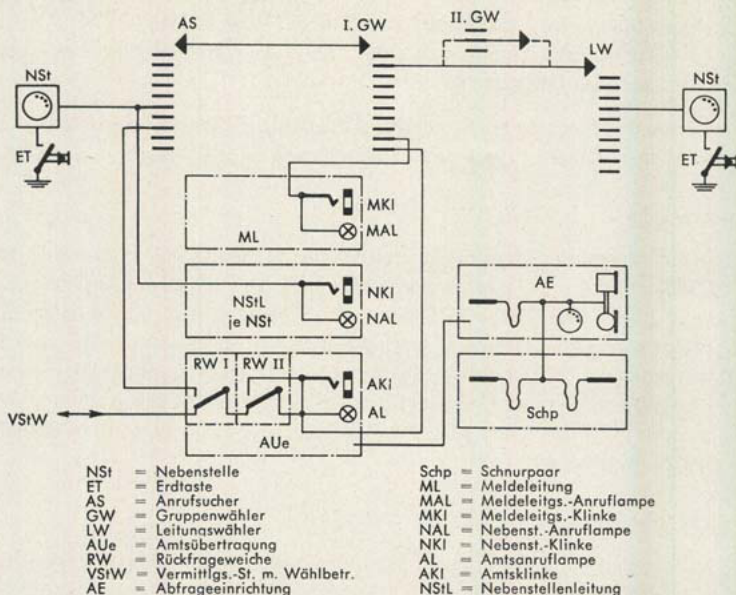 AS
I. GW
II. GW
LW
NSt
NSt
ET
ET
MKl
MAL
ML
NStL
je NSt
NKl
NAL
AE
RW I RW II
AKi
AL
VStW
AUe
Schp
NSt = Nebenstelle
ET = Erdtaste
AS = Anrufsucher
GW = Gruppenwähler
LW = Leitungswähler
AUe = Amtsübertragung
RW = Rückfrageweiche
VStW = Vermittlgs.-St. m. Wählbetr.
AE = Abfrageeinrichtung
Schp = Schnurpaar
ML = Meldeleitung
MAL = Meldeleitgs.-Anruflampe
MKl = Meldeleitgs.-Klinke
NAL = Nebenst.-Anruflampe
NKl = Nebenst.-Klinke
AL = Amtsanruflampe
AKl = Amtsklinke
NStL = Nebenstellenleitung